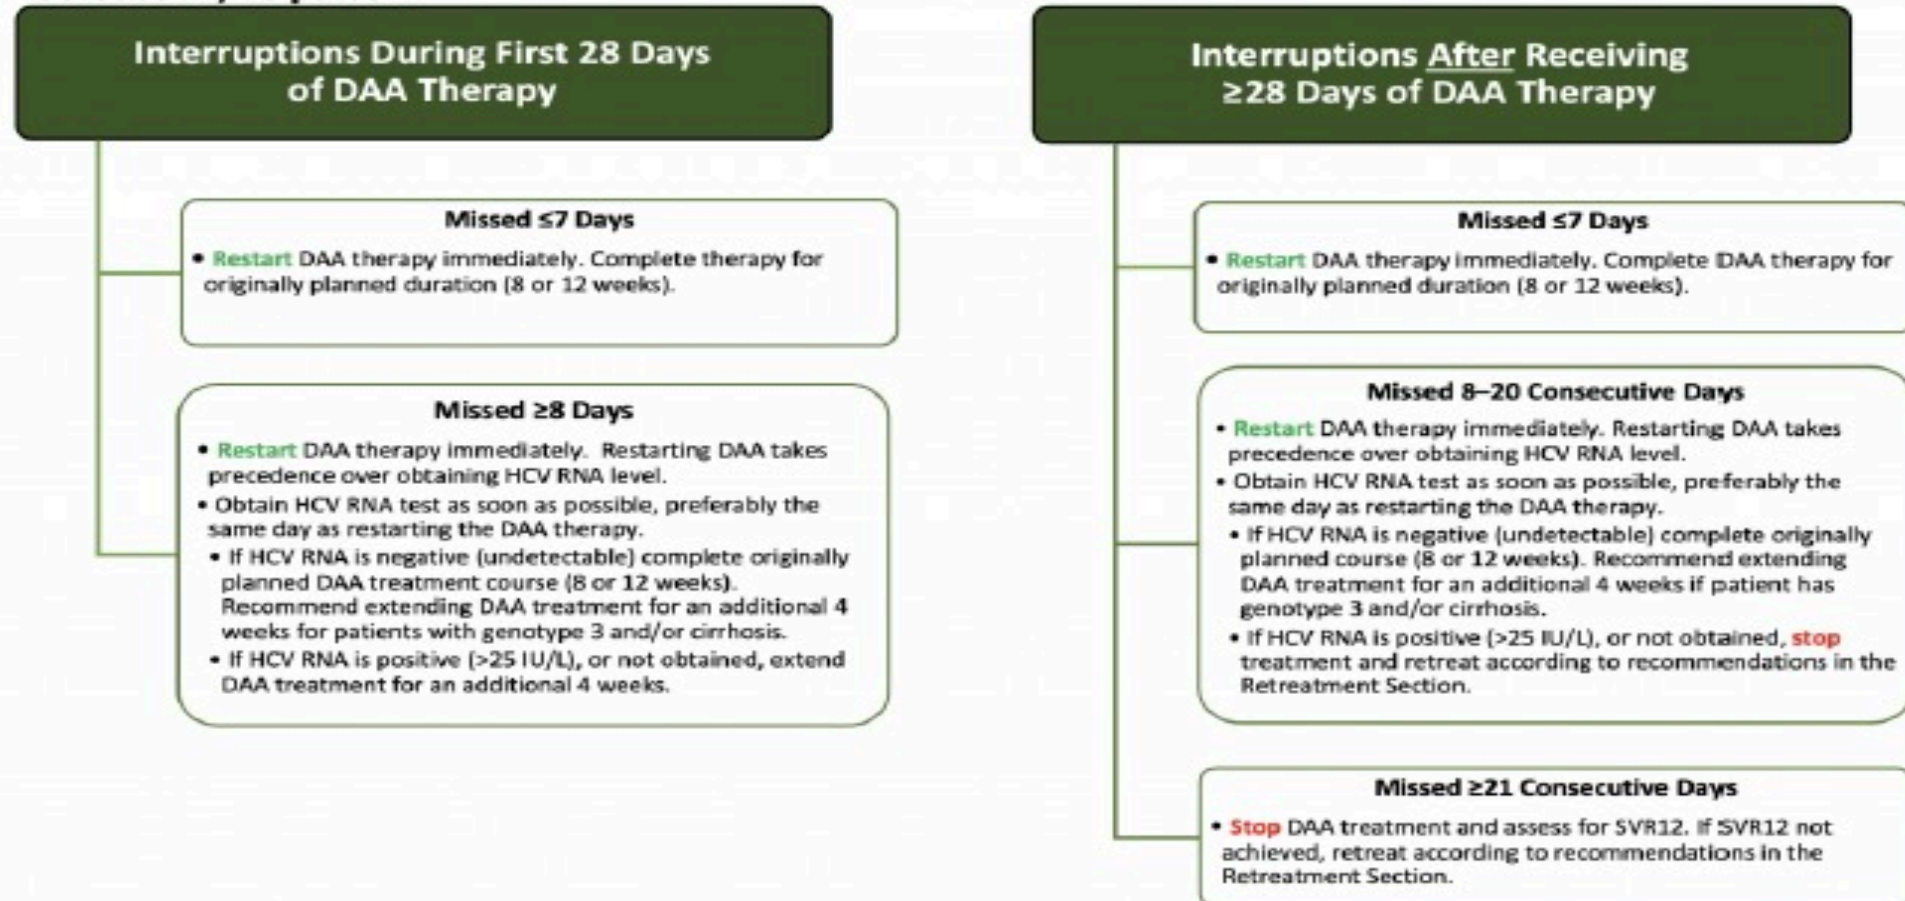 Interruptions During First 28 Days
of DAA Therapy
Missed ≤7 Days
• Restart DAA therapy immediately. Complete therapy for
originally planned duration (8 or 12 weeks).
Missed ≥8 Days
• Restart DAA therapy immediately. Restarting DAA takes
precedence over obtaining HCV RNA level.
• Obtain HCV RNA test as soon as possible, preferably the
same day as restarting the DAA therapy.
• If HCV RNA is negative (undetectable) complete originally
planned DAA treatment course (8 or 12 weeks).
Recommend extending DAA treatment for an additional 4
weeks for patients with genotype 3 and/or cirrhosis.
• If HCV RNA is positive (>25 IU/L), or not obtained, extend
DAA treatment for an additional 4 weeks.
Interruptions After Receiving
≥28 Days of DAA Therapy
Missed ≤7 Days
• Restart DAA therapy immediately. Complete DAA therapy for
originally planned duration (8 or 12 weeks).
Missed 8–20 Consecutive Days
• Restart DAA therapy immediately. Restarting DAA takes
precedence over obtaining HCV RNA level.
• Obtain HCV RNA test as soon as possible, preferably the
same day as restarting the DAA therapy.
• If HCV RNA is negative (undetectable) complete originally
planned course (8 or 12 weeks). Recommend extending
DAA treatment for an additional 4 weeks if patient has
genotype 3 and/or cirrhosis.
• If HCV RNA is positive (>25 IU/L), or not obtained, stop
treatment and retreat according to recommendations in the
Retreatment Section.
Missed ≥21 Consecutive Days
• Stop DAA treatment and assess for SVR12. If SVR12 not
achieved, retreat according to recommendations in the
Retreatment Section.